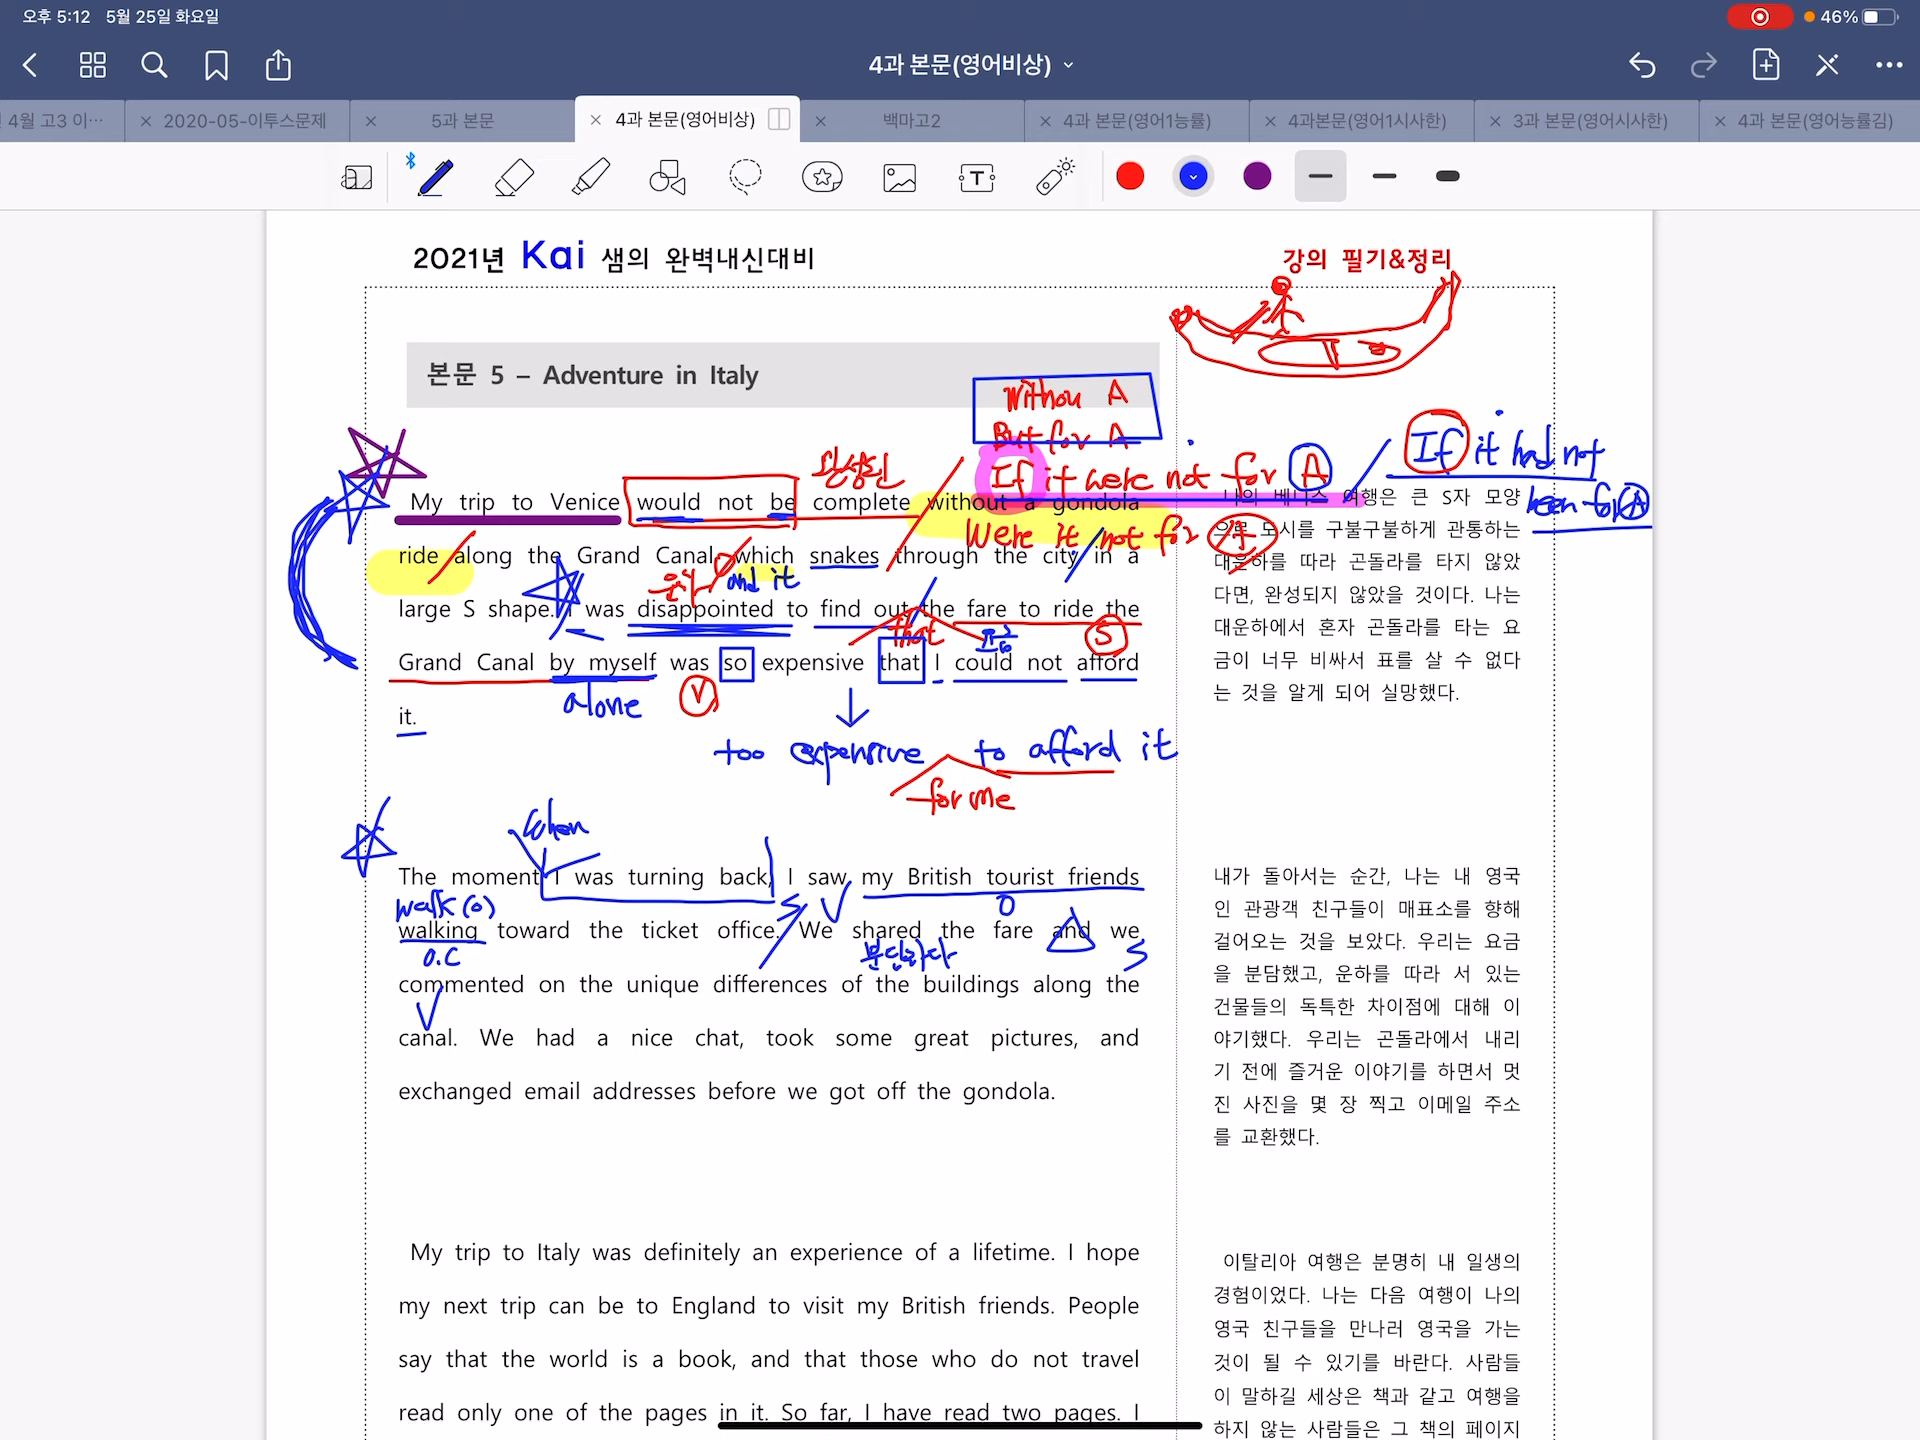 오후 5:12 5월 25일 화요일
46%
4과 본문(영어비상)
4월 고3 이…
2020-05-이투스문제
5과 본문
4과 본문(영어비상)
백마고2
4과 본문(영어1능률)
4과본문(영어1시사한)
3과 본문(영어시사한)
4과 본문(영어능률김)
2021년 Kai 샘의 완벽내신대비
강의 필기&정리
본문 5 – Adventure in Italy
Withou A
But for A
If it were not for A
If it had not
been for A
완성된
My trip to Venice would not be complete without a gondola
Were it not for A
ride along the Grand Canal, which snakes through the city in a
운하
and it
large S shape. I was disappointed to find out the fare to ride the
that
S
Grand Canal by myself was so expensive that I could not afford
alone
V
it.
too expensive to afford it
for me
when
The moment I was turning back, I saw my British tourist friends
walk (o)
S V O
walking toward the ticket office. We shared the fare and we
O.C
분담하다
S
commented on the unique differences of the buildings along the
V
canal. We had a nice chat, took some great pictures, and
exchanged email addresses before we got off the gondola.
My trip to Italy was definitely an experience of a lifetime. I hope
my next trip can be to England to visit my British friends. People
say that the world is a book, and that those who do not travel
read only one of the pages in it. So far, I have read two pages. I
나의 베니스 여행은 큰 S자 모양
으로 도시를 구불구불하게 관통하는
대운하를 따라 곤돌라를 타지 않았
다면, 완성되지 않았을 것이다. 나는
대운하에서 혼자 곤돌라를 타는 요
금이 너무 비싸서 표를 살 수 없다
는 것을 알게 되어 실망했다.
내가 돌아서는 순간, 나는 내 영국
인 관광객 친구들이 매표소를 향해
걸어오는 것을 보았다. 우리는 요금
을 분담했고, 운하를 따라 서 있는
건물들의 독특한 차이점에 대해 이
야기했다. 우리는 곤돌라에서 내리
기 전에 즐거운 이야기를 하면서 멋
진 사진을 몇 장 찍고 이메일 주소
를 교환했다.
이탈리아 여행은 분명히 내 일생의
경험이었다. 나는 다음 여행이 나의
영국 친구들을 만나러 영국을 가는
것이 될 수 있기를 바란다. 사람들
이 말하길 세상은 책과 같고 여행을
하지 않는 사람들은 그 책의 페이지